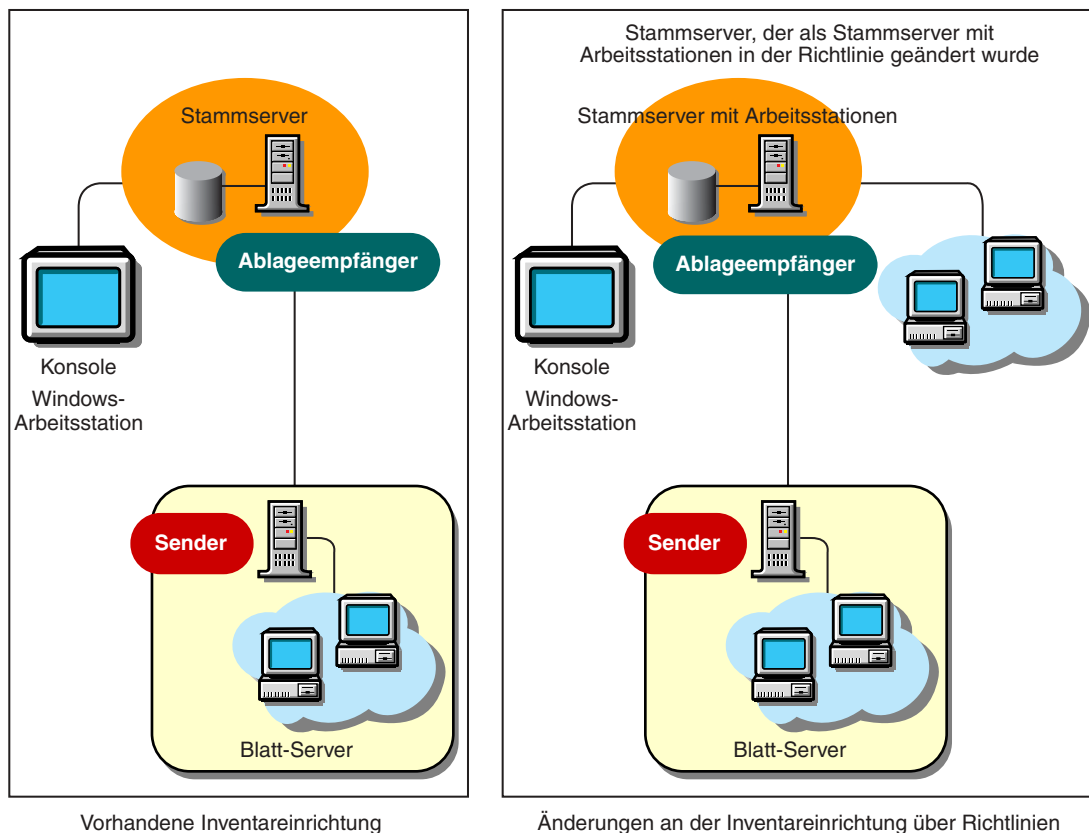 Stammserver
Ablageempfänger
Konsole
Windows-
Arbeitsstation
Sender
Blatt-Server
Vorhandene Inventareinrichtung
Stammserver, der als Stammserver mit
Arbeitsstationen in der Richtlinie geändert wurde
Stammserver mit Arbeitsstationen
Ablageempfänger
Konsole
Windows-
Arbeitsstation
Sender
Blatt-Server
Änderungen an der Inventareinrichtung über Richtlinien